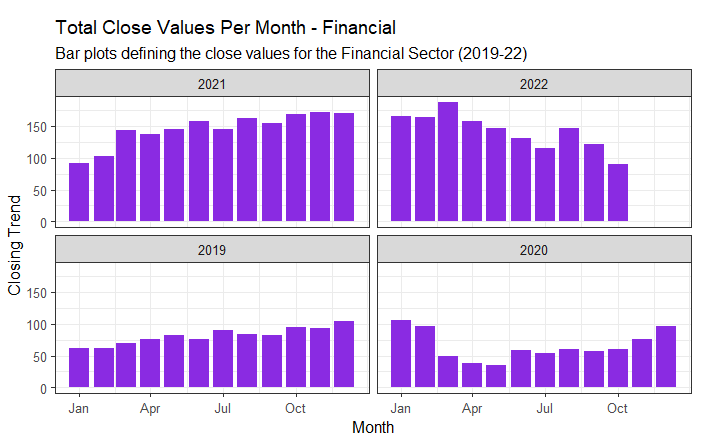 Total Close Values Per Month - Financial
Bar plots defining the close values for the Financial Sector (2019-22)
2021
2022
150
100
50
0
2019
2020
150
100
50
0
Jan Apr Jul Oct
Jan Apr Jul Oct
Closing Trend
Month